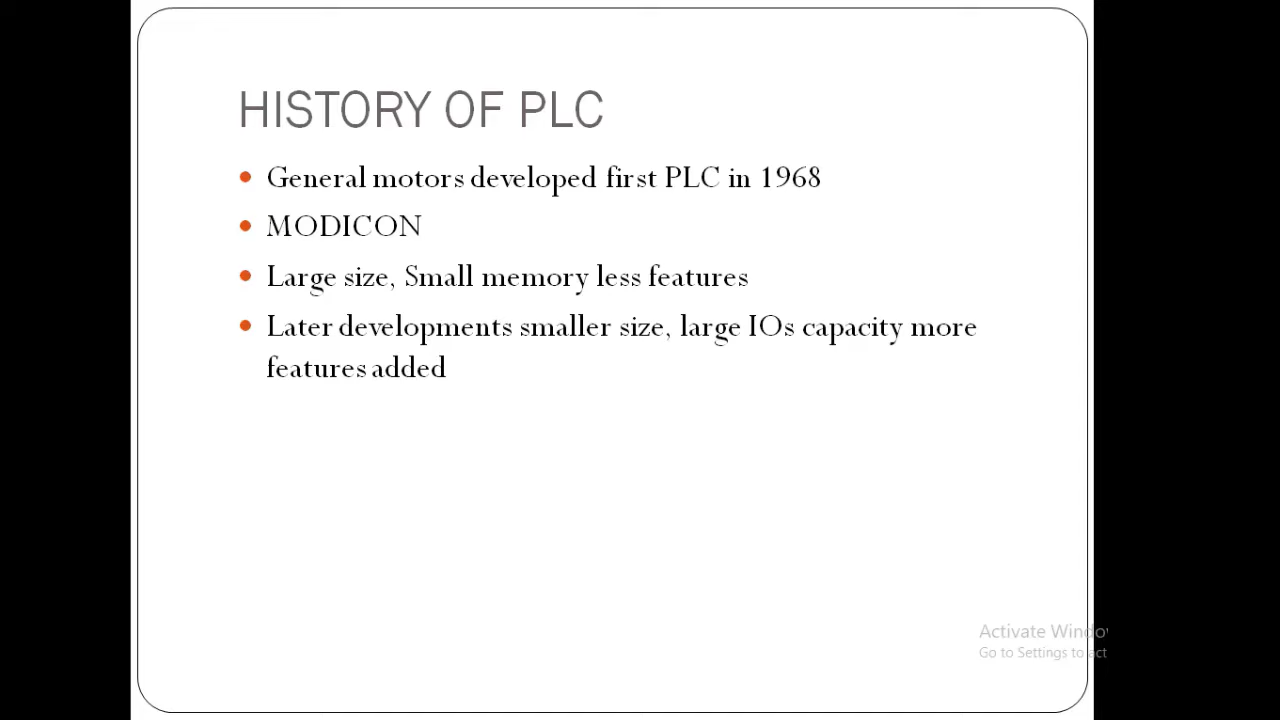 HISTORY OF PLC
• General motors developed first PLC in 1968
• MODICON
• Large size, Small memory less features
• Later developments smaller size, large IOs capacity more
features added
Activate Windo
Go to Settings to act